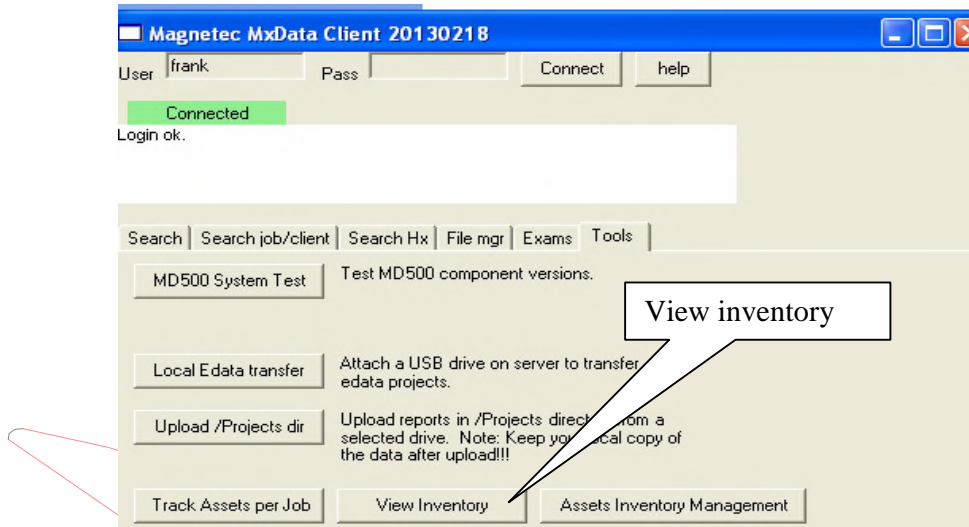 Magnetec MxData Client 20130218
User frank Pass Connect help
Connected
Login ok.
Search Search job/client Search Hx File mgr Exams Tools
MD500 System Test Test MD500 component versions.
View inventory
Local Edata transfer Attach a USB drive on server to transfer
edata projects.
Upload /Projects dir Upload reports in /Projects from a
selected drive. Note: Keep copy of
the data after upload!!!
Track Assets per Job View Inventory Assets Inventory Management